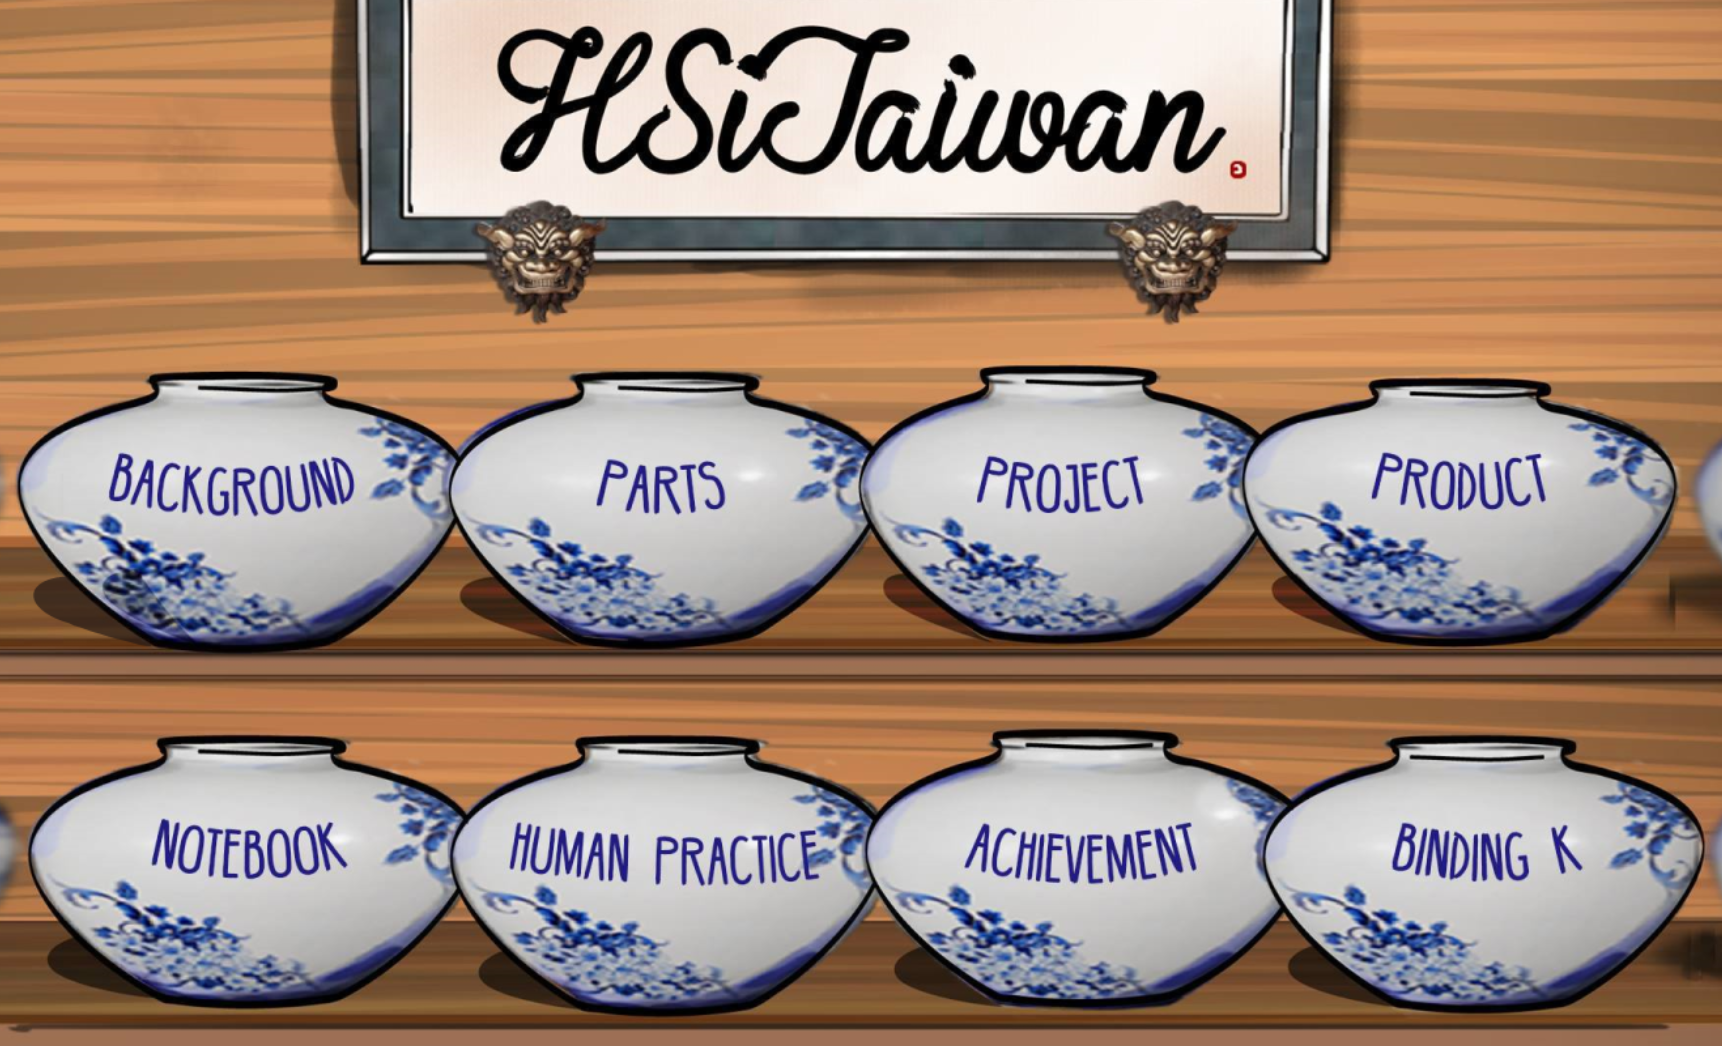 HSiTaiwan
BACKGROUND
PARTS
PROJECT
PRODUCT
NOTEBOOK
HUMAN PRACTICE
ACHIEVEMENT
BINDING K